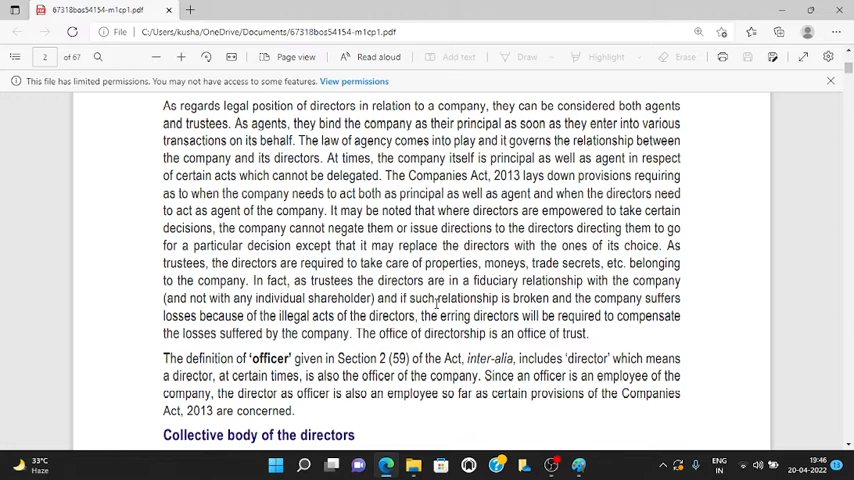 67318bos54154-m1cp1.pdf
File
C:/Users/kusha/OneDrive/Documents/67318bos54154-m1cp1.pdf
2 of 67
Page view
Read aloud
Add text
Draw
Highlight
Erase
This file has limited permissions. You may not have access to some features. View permissions
As regards legal position of directors in relation to a company, they can be considered both agents
and trustees. As agents, they bind the company as their principal as soon as they enter into various
transactions on its behalf. The law of agency comes into play and it governs the relationship between
the company and its directors. At times, the company itself is principal as well as agent in respect
of certain acts which cannot be delegated. The Companies Act, 2013 lays down provisions requiring
as to when the company needs to act both as principal as well as agent and when the directors need
to act as agent of the company. It may be noted that where directors are empowered to take certain
decisions, the company cannot negate them or issue directions to the directors directing them to go
for a particular decision except that it may replace the directors with the ones of its choice. As
trustees, the directors are required to take care of properties, moneys, trade secrets, etc. belonging
to the company. In fact, as trustees the directors are in a fiduciary relationship with the company
(and not with any individual shareholder) and if such relationship is broken and the company suffers
losses because of the illegal acts of the directors, the erring directors will be required to compensate
the losses suffered by the company. The office of directorship is an office of trust.
The definition of ‘officer’ given in Section 2 (59) of the Act, inter-alia, includes ‘director’ which means
a director, at certain times, is also the officer of the company. Since an officer is an employee of the
company, the director as officer is also an employee so far as certain provisions of the Companies
Act, 2013 are concerned.
Collective body of the directors
33°C
Haze
ENG
IN
19:46
20-04-2022